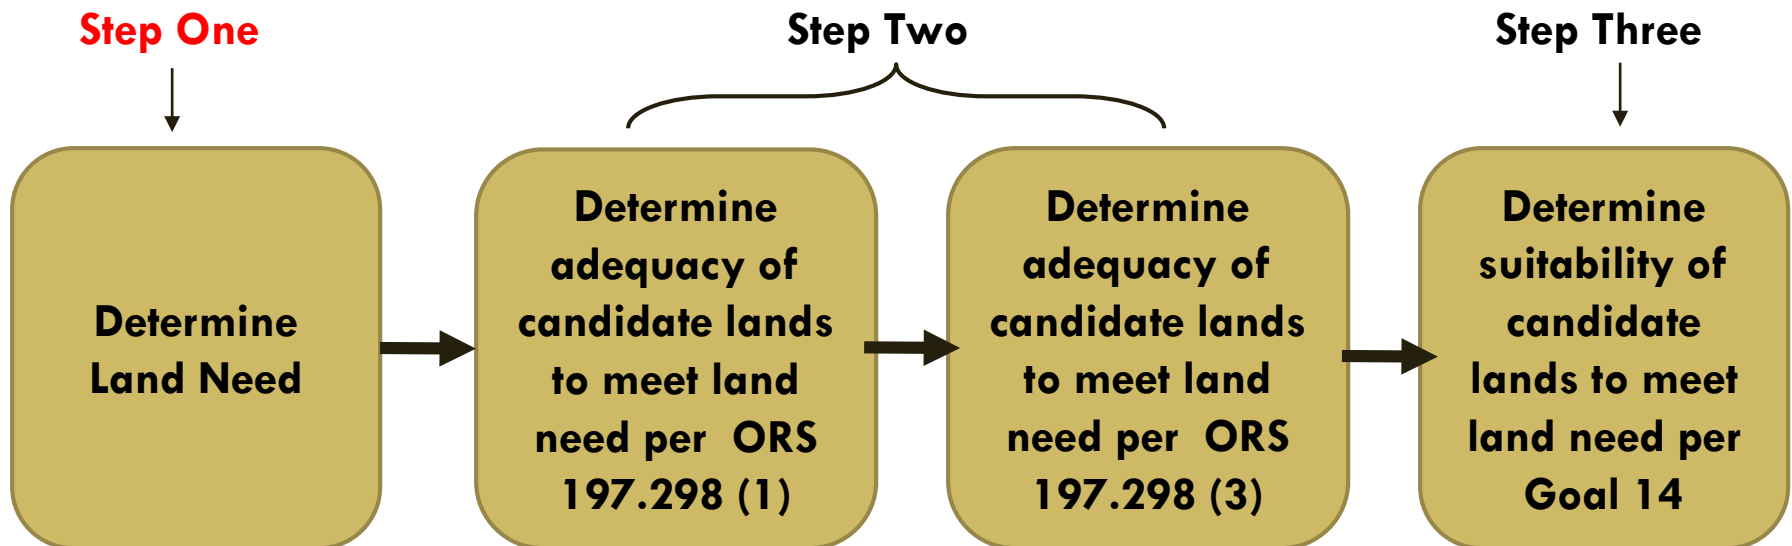 Step One
Step Two
Step Three
Determine
Land Need
Determine
adequacy of
candidate lands
to meet land
need per ORS
197.298 (1)
Determine
adequacy of
candidate lands
to meet land
need per ORS
197.298 (3)
Determine
suitability of
candidate
lands to meet
land need per
Goal 14